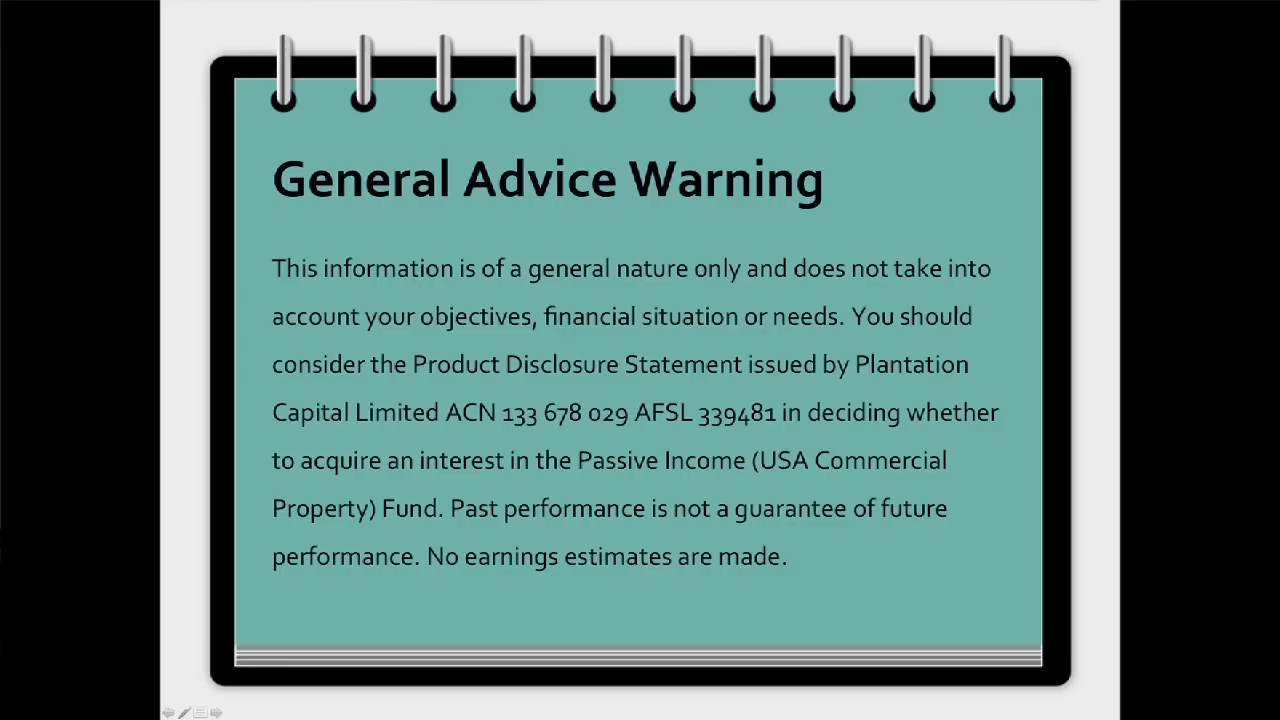 General Advice Warning
This information is of a general nature only and does not take into
account your objectives, financial situation or needs. You should
consider the Product Disclosure Statement issued by Plantation
Capital Limited ACN 133 678 029 AFSL 339481 in deciding whether
to acquire an interest in the Passive Income (USA Commercial
Property) Fund. Past performance is not a guarantee of future
performance. No earnings estimates are made.